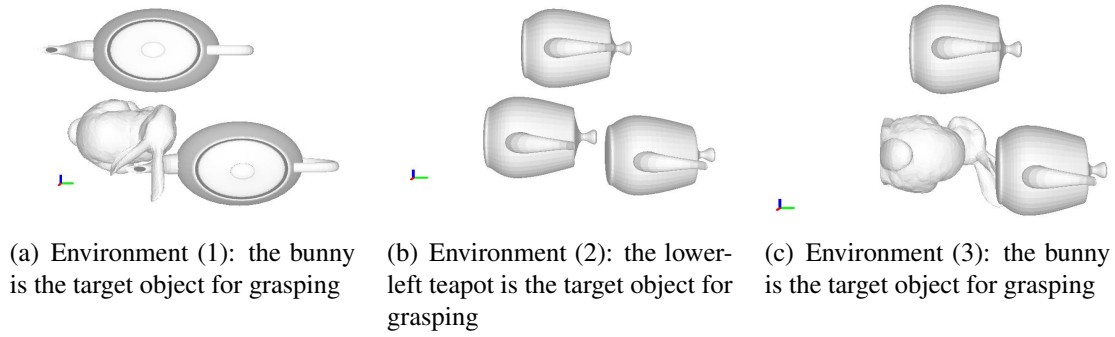 (a) Environment (1): the bunny
is the target object for grasping
(b) Environment (2): the lower-
left teapot is the target object for
grasping
(c) Environment (3): the bunny
is the target object for grasping